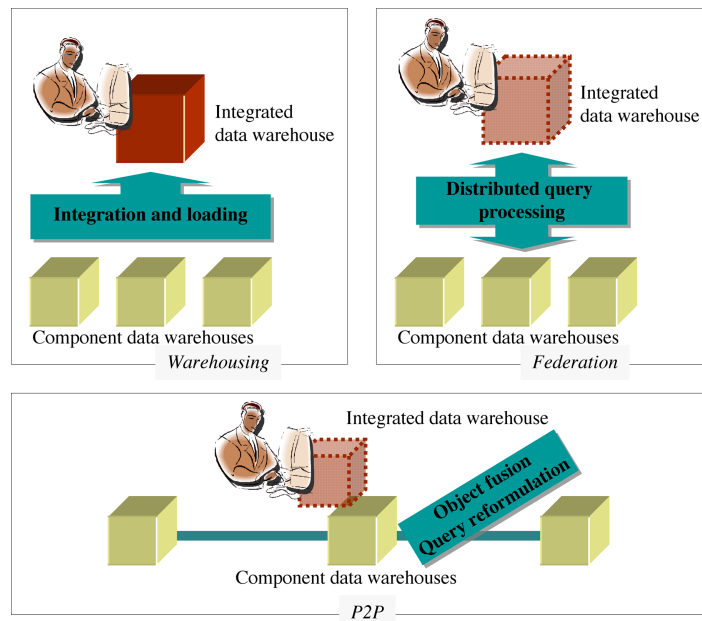 Integrated
data warehouse
Integration and loading
Component data warehouses
Warehousing
Integrated
data warehouse
Distributed query
processing
Component data warehouses
Federation
Integrated data warehouse
Object fusion
Query reformulation
Component data warehouses
P2P